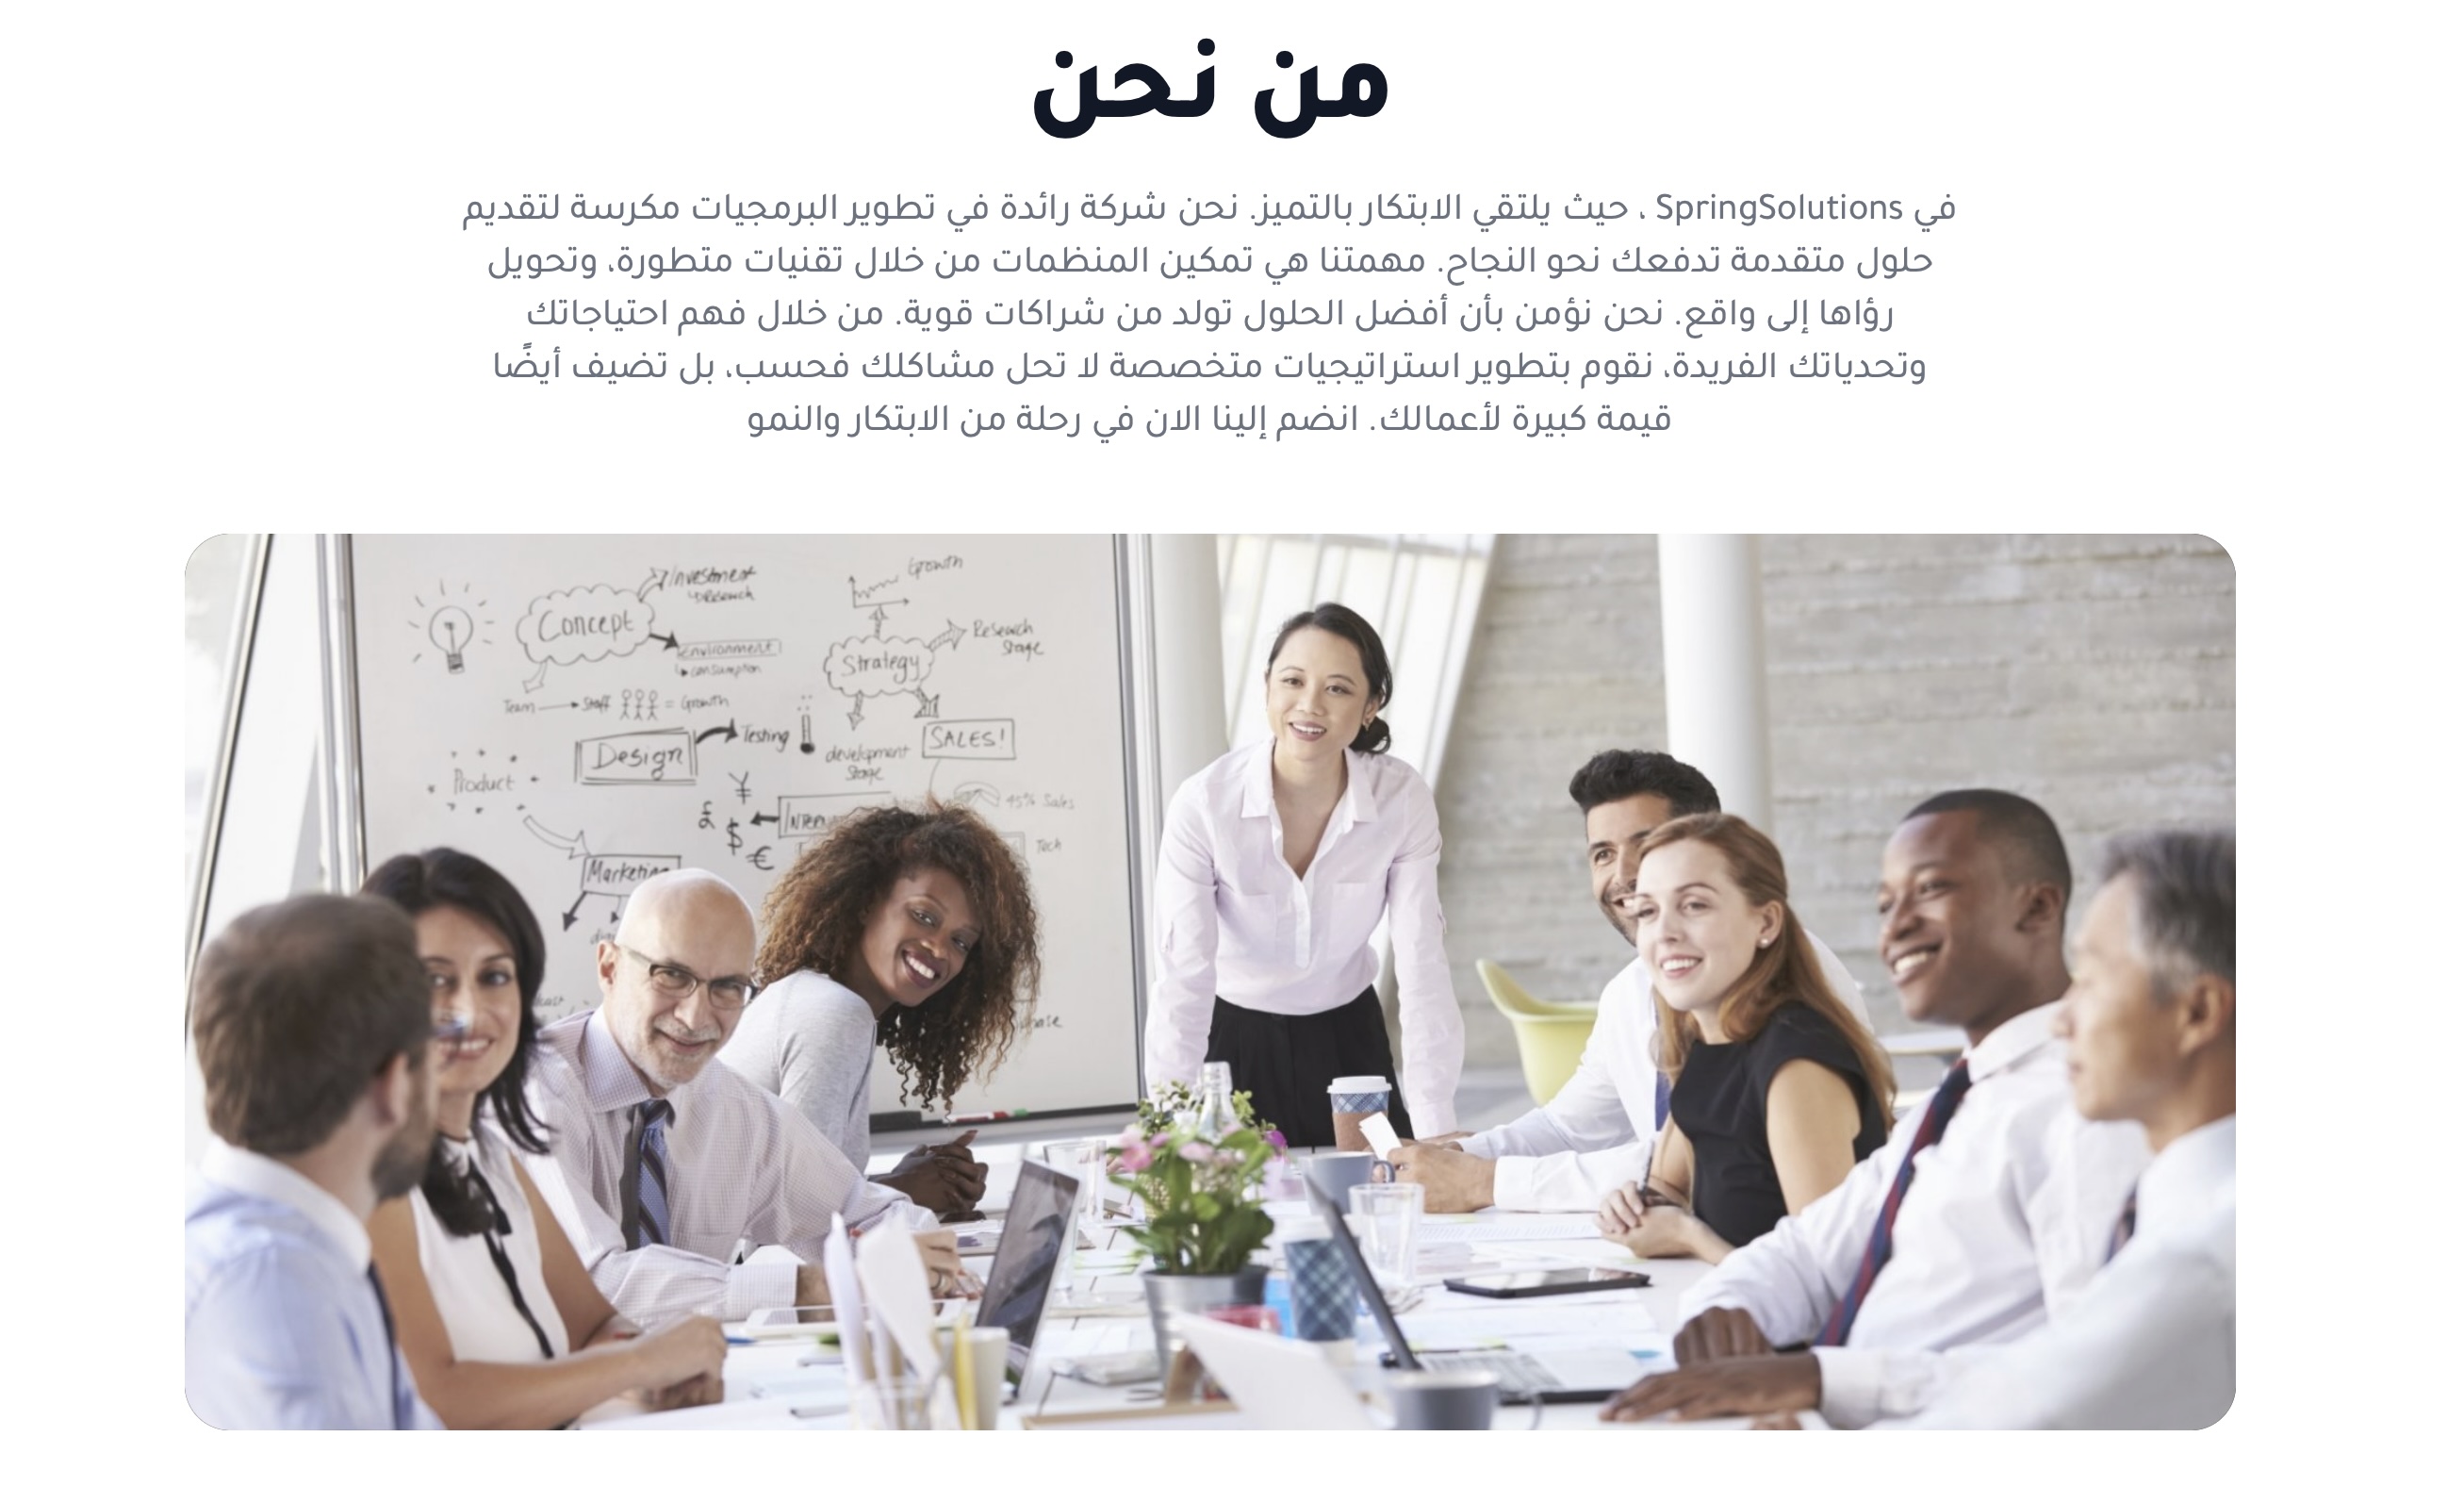 من نحن
في SpringSolutions ، حيث يلتقي الابتكار بالتميز. نحن شركة رائدة في تطوير البرمجيات مكرسة لتقديم
حلول متقدمة تدفعك نحو النجاح. مهمتنا هي تمكين المنظمات من خلال تقنيات متطورة، وتحويل
رؤاها إلى واقع. نحن نؤمن بأن أفضل الحلول تولد من شراكات قوية. من خلال فهم احتياجاتك
وتحدياتك الفريدة، نقوم بتطوير استراتيجيات متخصصة لا تحل مشاكلك فحسب، بل تضيف أيضًا
قيمة كبيرة لأعمالك. انضم إلينا الان في رحلة من الابتكار والنمو
Investment
Research
Concept
Environment
consumption
Team
Staff
= Growth
Growth
Strategy
Research
Stage
Design
Testing
development
Stage
SALES!
Product
¥
£
$
€
45% Sales
Tech
Marketing